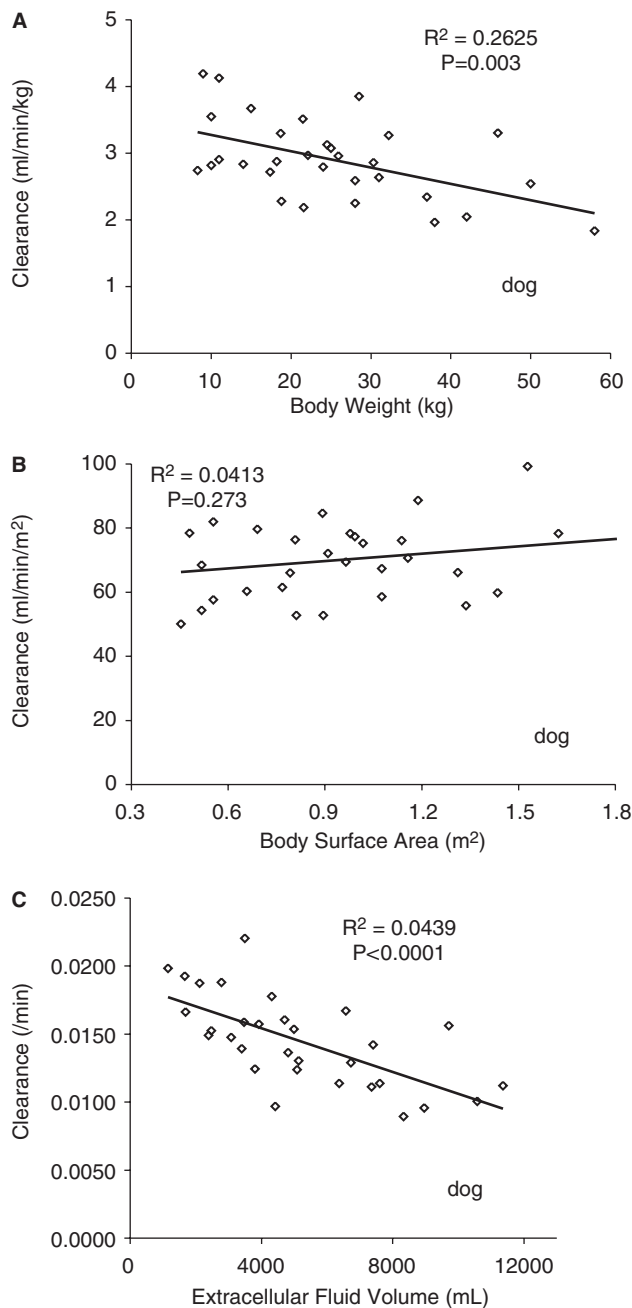 A
R² = 0.2625
P=0.003
5
4
3
2
1
0
Clearance (ml/min/kg)
dog
0 10 20 30 40 50 60
Body Weight (kg)
B
R² = 0.0413
P=0.273
100
80
60
40
20
0
Clearance (ml/min/m²)
dog
0.3 0.6 0.9 1.2 1.5 1.8
Body Surface Area (m²)
C
R² = 0.0439
P<0.0001
0.0250
0.0200
0.0150
0.0100
0.0050
0.0000
Clearance (/min)
dog
0 4000 8000 12000
Extracellular Fluid Volume (mL)